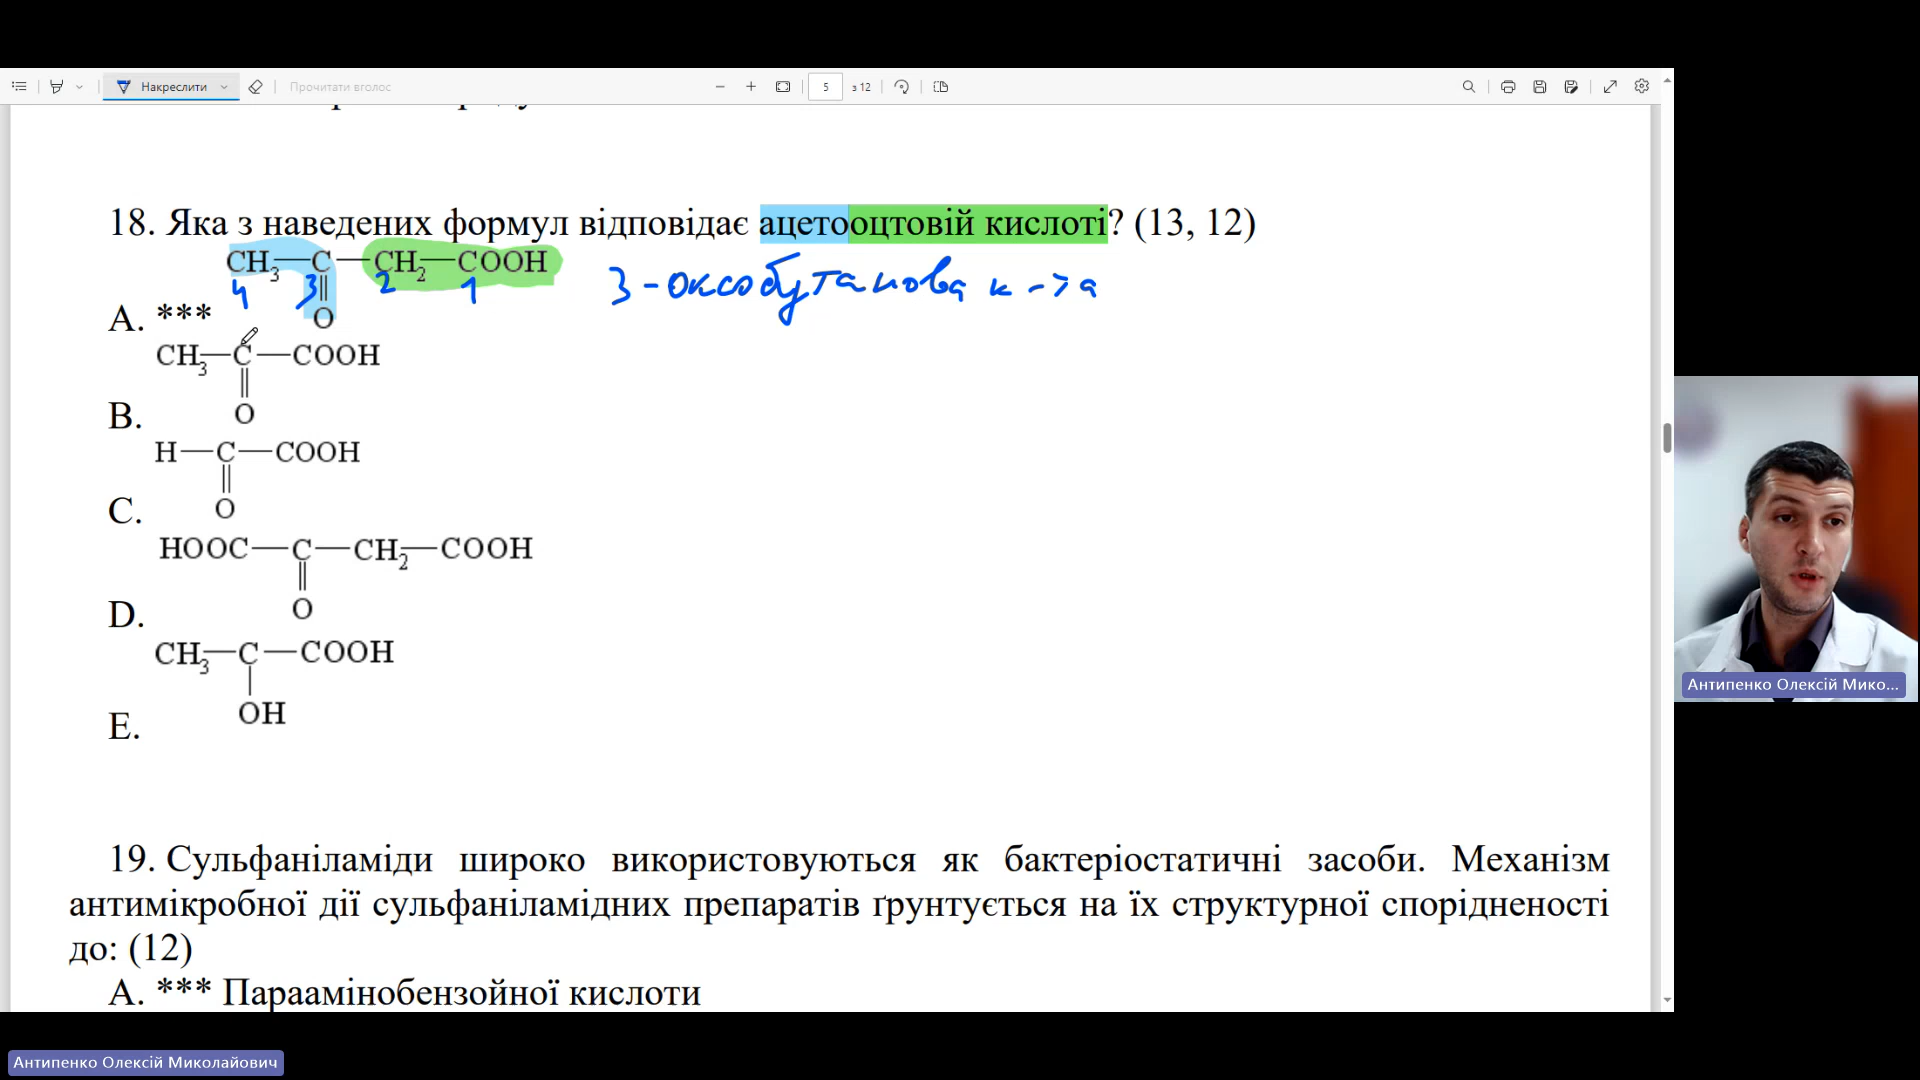 Накреслити
Прочитати вголос
5
з 12
18. Яка з наведених формул відповідає ацетооцтовій кислоті? (13, 12)
CH3—C—CH2—COOH
4 3 2 1
3-оксобутанова к-та
O
A. ***
CH3—C—COOH
O
B.
H—C—COOH
O
C.
HOOC—C—CH2—COOH
O
D.
CH3—C—COOH
OH
E.
19. Сульфаніламіди широко використовуються як бактеріостатичні засоби. Механізм
антимікробної дії сульфаніламідних препаратів ґрунтується на їх структурної спорідненості
до: (12)
A. *** Параамінобензойної кислоти
Антипенко Олексій Мико...
Антипенко Олексій Миколайович